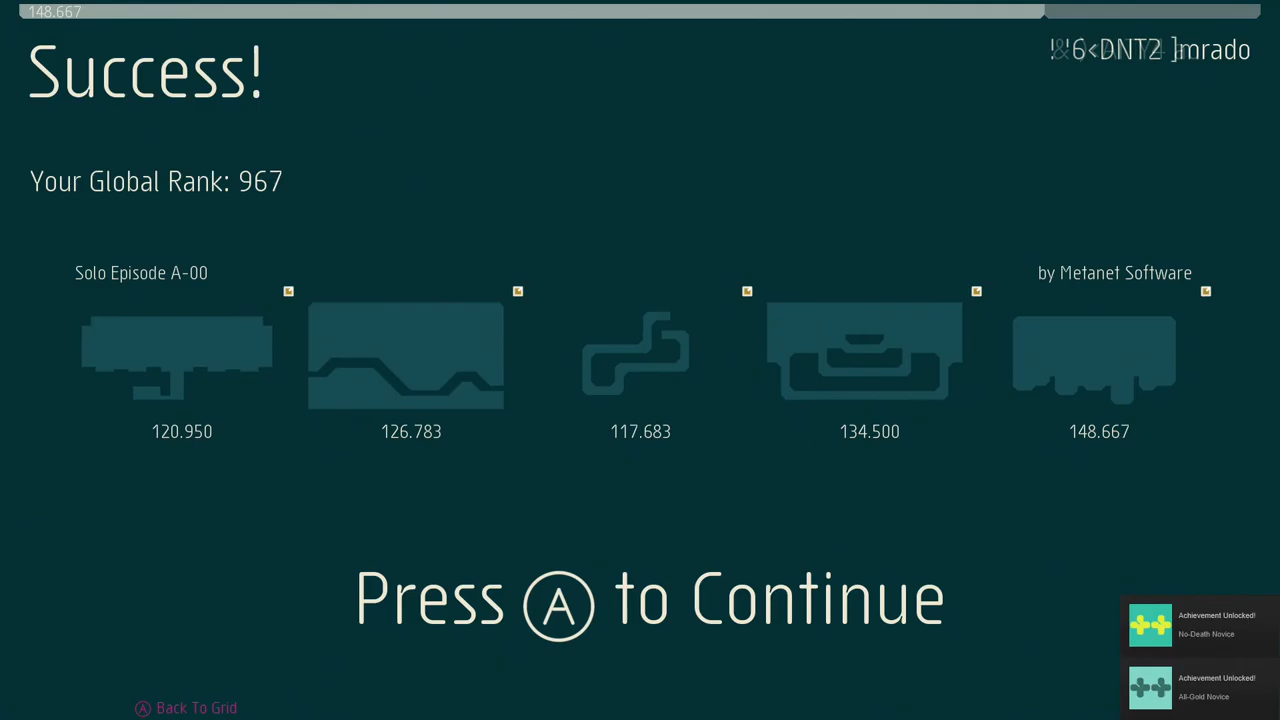 148.667
Success!
mrado
Your Global Rank: 967
Solo Episode A-00
by Metanet Software
120.950
126.783
117.683
134.500
148.667
Press A to Continue
Achievement Unlocked!
No-Death Novice
Achievement Unlocked!
All-Gold Novice
A Back To Grid